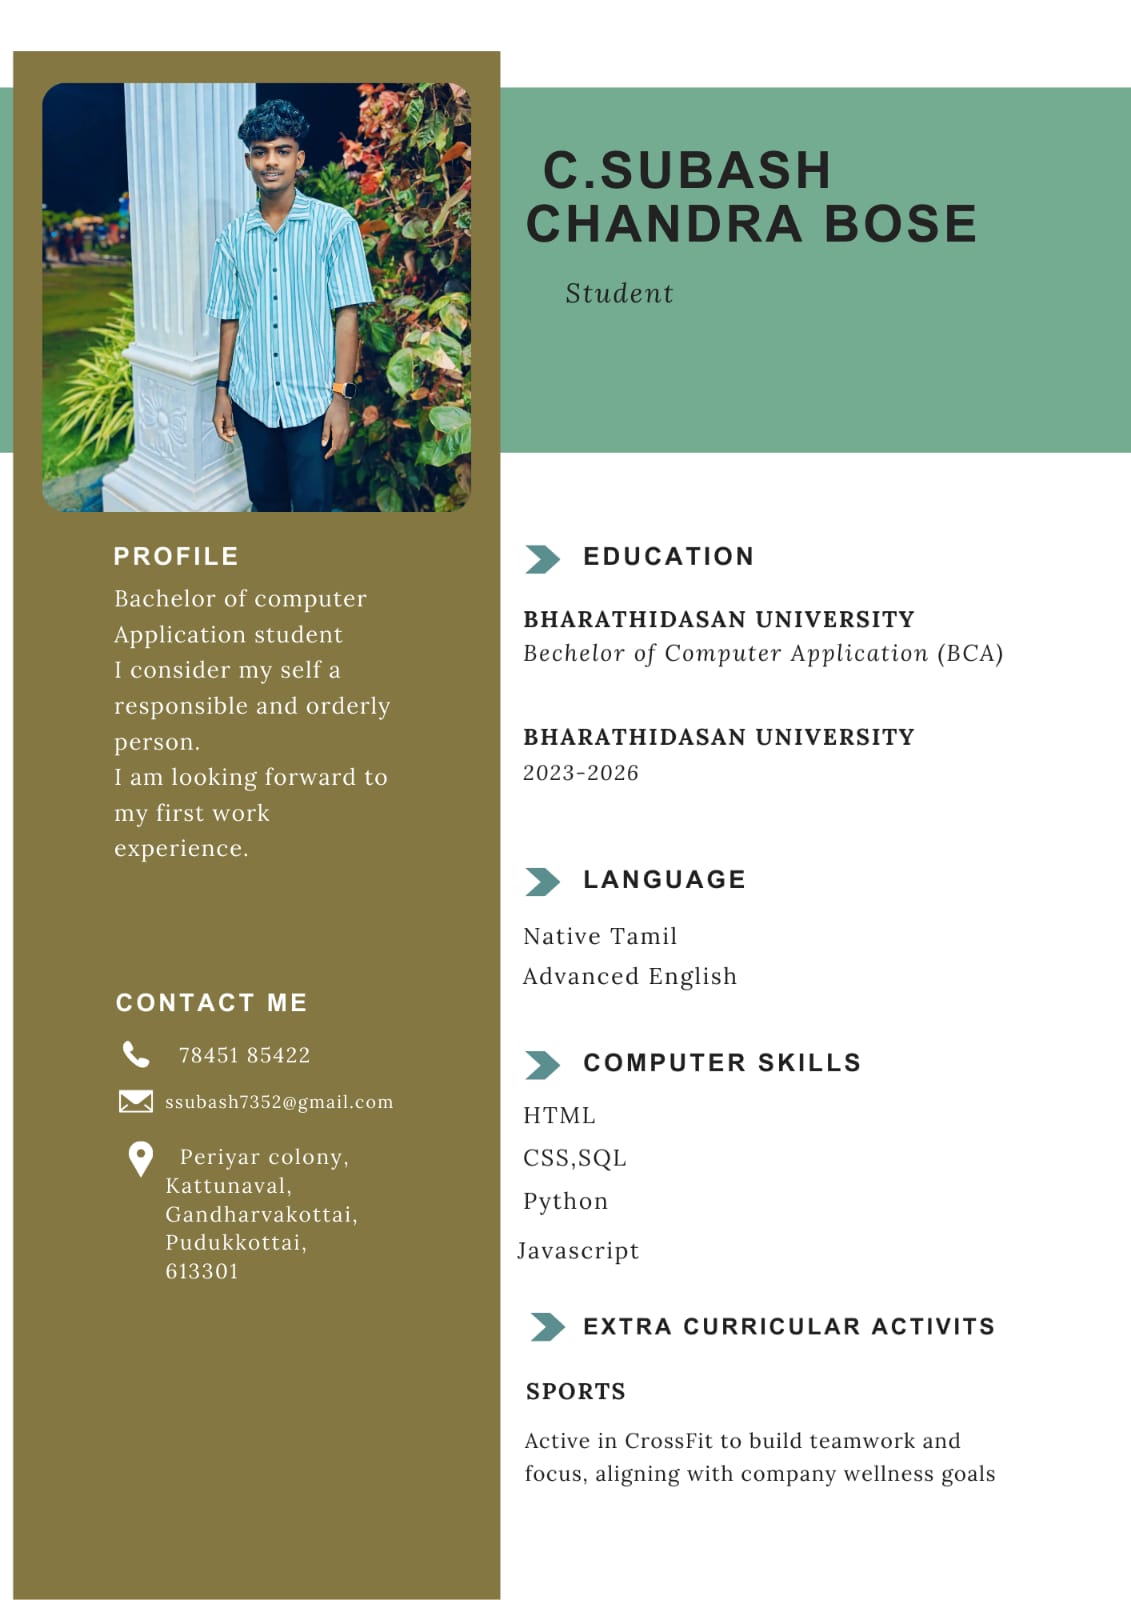 C.SUBASH
CHANDRA BOSE
Student
PROFILE
Bachelor of computer
Application student
I consider my self a
responsible and orderly
person.
I am looking forward to
my first work
experience.
CONTACT ME
78451 85422
ssubash7352@gmail.com
Periyar colony,
Kattunaval,
Gandharvakottai,
Pudukkottai,
613301
EDUCATION
BHARATHIDASAN UNIVERSITY
Bechelor of Computer Application (BCA)
BHARATHIDASAN UNIVERSITY
2023-2026
LANGUAGE
Native Tamil
Advanced English
COMPUTER SKILLS
HTML
CSS,SQL
Python
Javascript
EXTRA CURRICULAR ACTIVITS
SPORTS
Active in CrossFit to build teamwork and
focus, aligning with company wellness goals